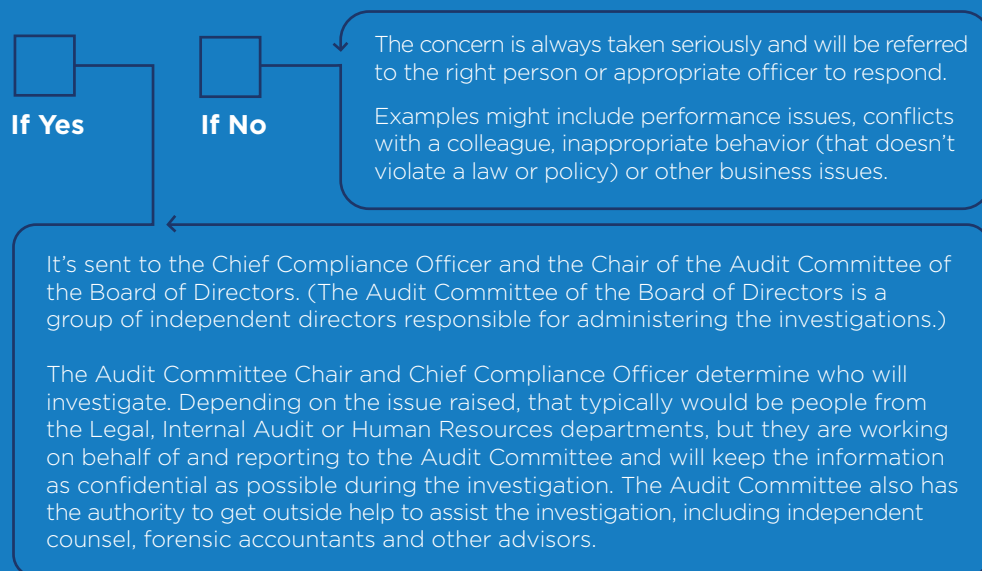 If Yes
If No
The concern is always taken seriously and will be referred
to the right person or appropriate officer to respond.
Examples might include performance issues, conflicts
with a colleague, inappropriate behavior (that doesn’t
violate a law or policy) or other business issues.
It’s sent to the Chief Compliance Officer and the Chair of the Audit Committee of
the Board of Directors. (The Audit Committee of the Board of Directors is a
group of independent directors responsible for administering the investigations.)
The Audit Committee Chair and Chief Compliance Officer determine who will
investigate. Depending on the issue raised, that typically would be people from
the Legal, Internal Audit or Human Resources departments, but they are working
on behalf of and reporting to the Audit Committee and will keep the information
as confidential as possible during the investigation. The Audit Committee also has
the authority to get outside help to assist the investigation, including independent
counsel, forensic accountants and other advisors.